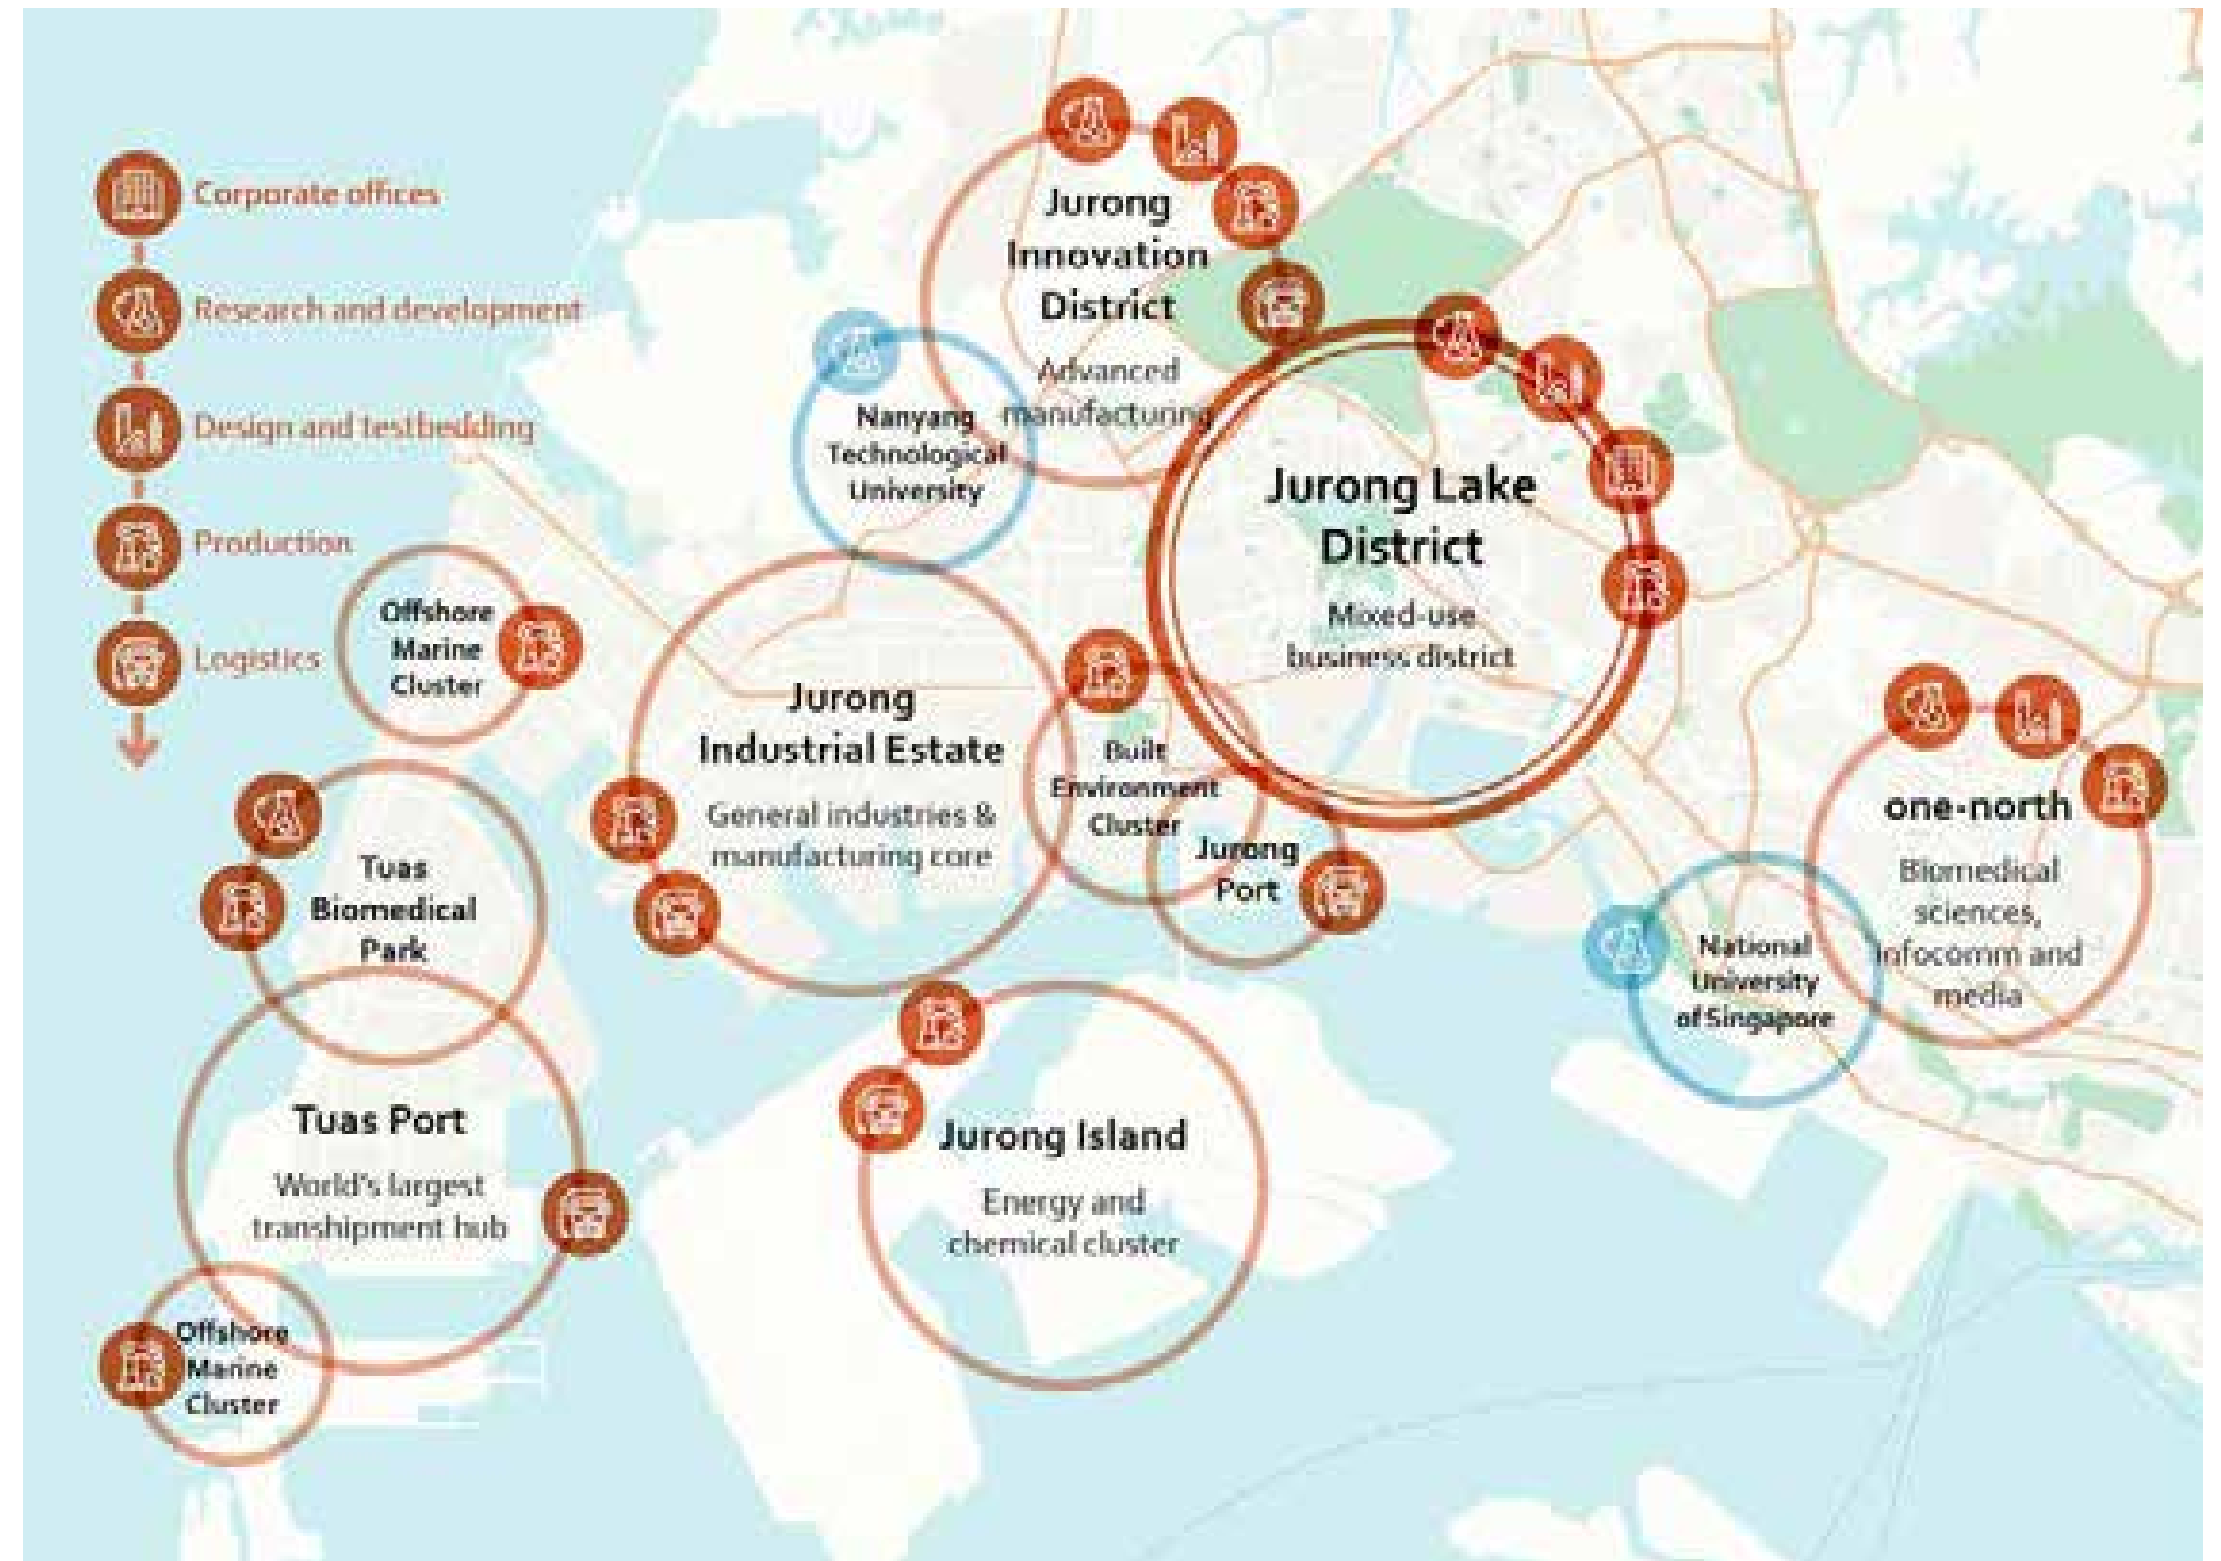 Corporate offices
Research and development
Design and testbedding
Production
Logistics
Jurong
Innovation
District
Advanced
manufacturing
Nanyang
Technological
University
Jurong Lake
District
Mixed-use
business district
Offshore
Marine
Cluster
Jurong
Industrial Estate
General industries &
manufacturing core
Built
Environment
Cluster
Jurong
Port
one-north
Biomedical
sciences,
infocomm and
media
National
University
of Singapore
Tuas
Biomedical
Park
Tuas Port
World's largest
transhipment hub
Jurong Island
Energy and
chemical cluster
Offshore
Marine
Cluster